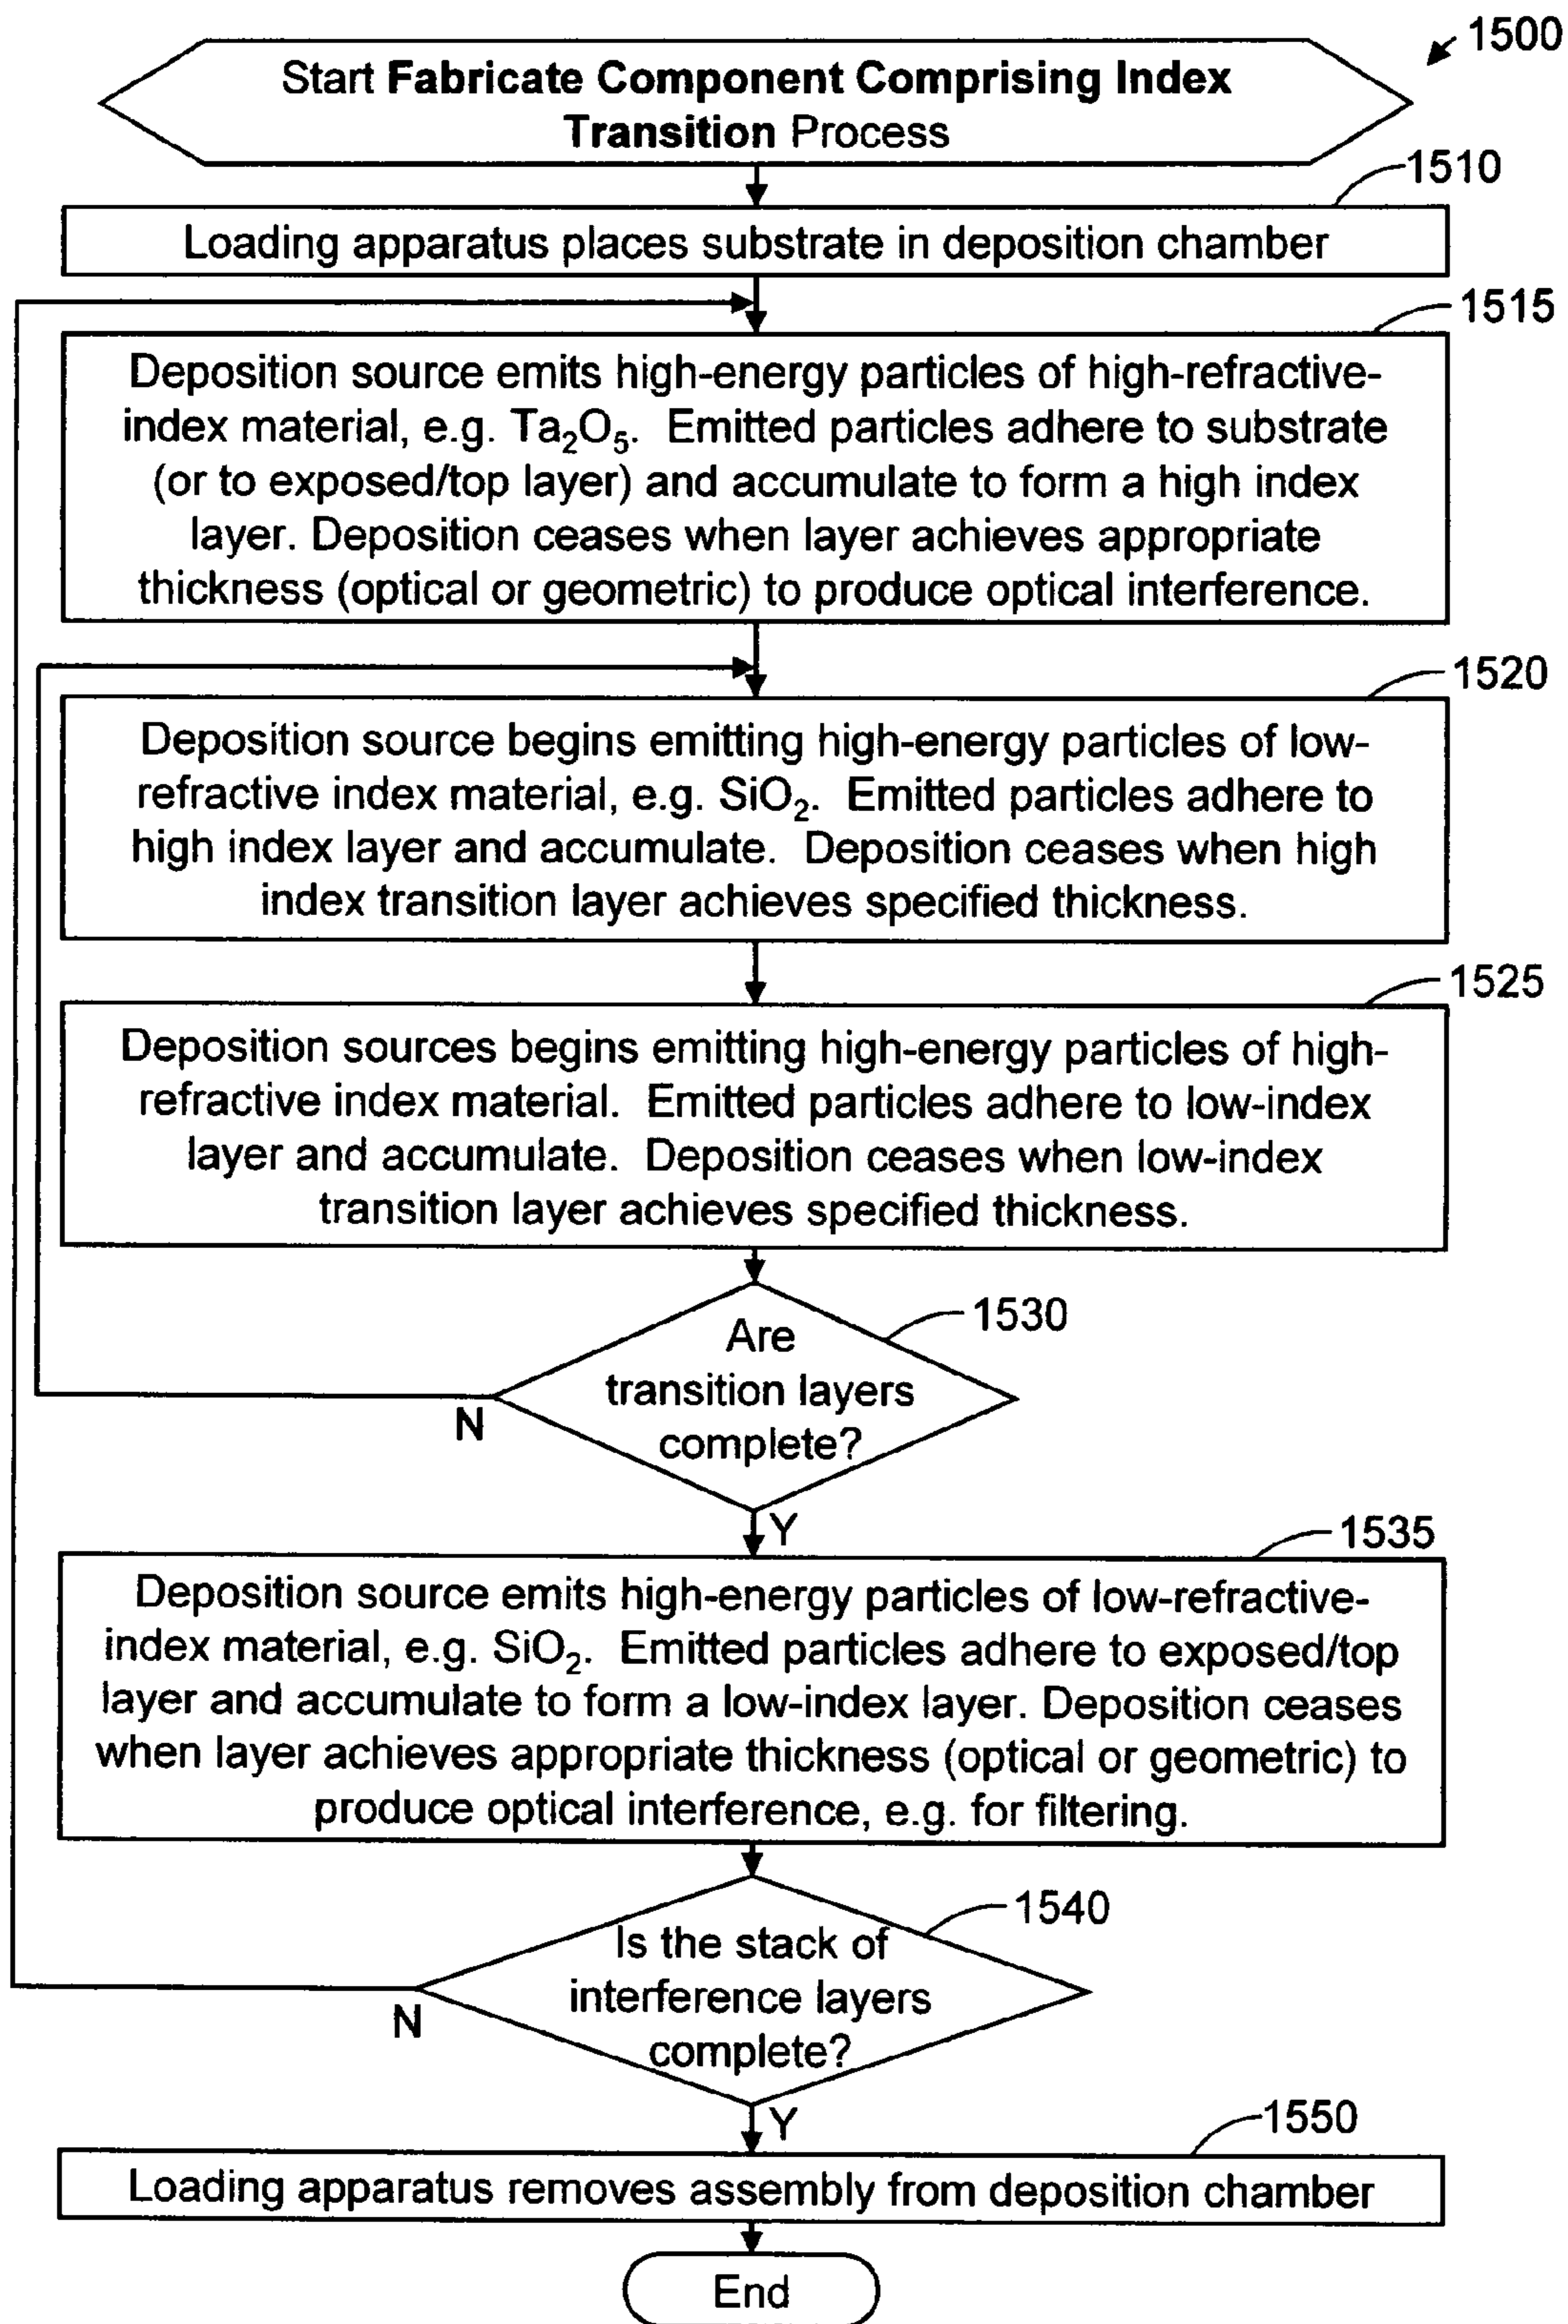 1500
Start Fabricate Component Comprising Index
Transition Process
1510
Loading apparatus places substrate in deposition chamber
1515
Deposition source emits high-energy particles of high-refractive-
index material, e.g. Ta₂O₅. Emitted particles adhere to substrate
(or to exposed/top layer) and accumulate to form a high index
layer. Deposition ceases when layer achieves appropriate
thickness (optical or geometric) to produce optical interference.
1520
Deposition source begins emitting high-energy particles of low-
refractive index material, e.g. SiO₂. Emitted particles adhere to
high index layer and accumulate. Deposition ceases when high
index transition layer achieves specified thickness.
1525
Deposition sources begins emitting high-energy particles of high-
refractive index material. Emitted particles adhere to low-index
layer and accumulate. Deposition ceases when low-index
transition layer achieves specified thickness.
1530
Are
transition layers
complete?
N
Y
1535
Deposition source emits high-energy particles of low-refractive-
index material, e.g. SiO₂. Emitted particles adhere to exposed/top
layer and accumulate to form a low-index layer. Deposition ceases
when layer achieves appropriate thickness (optical or geometric) to
produce optical interference, e.g. for filtering.
1540
Is the stack of
interference layers
complete?
N
Y
1550
Loading apparatus removes assembly from deposition chamber
End